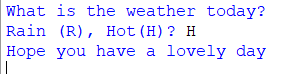 What is the weather today?
Rain (R), Hot(H)? H
Hope you have a lovely day